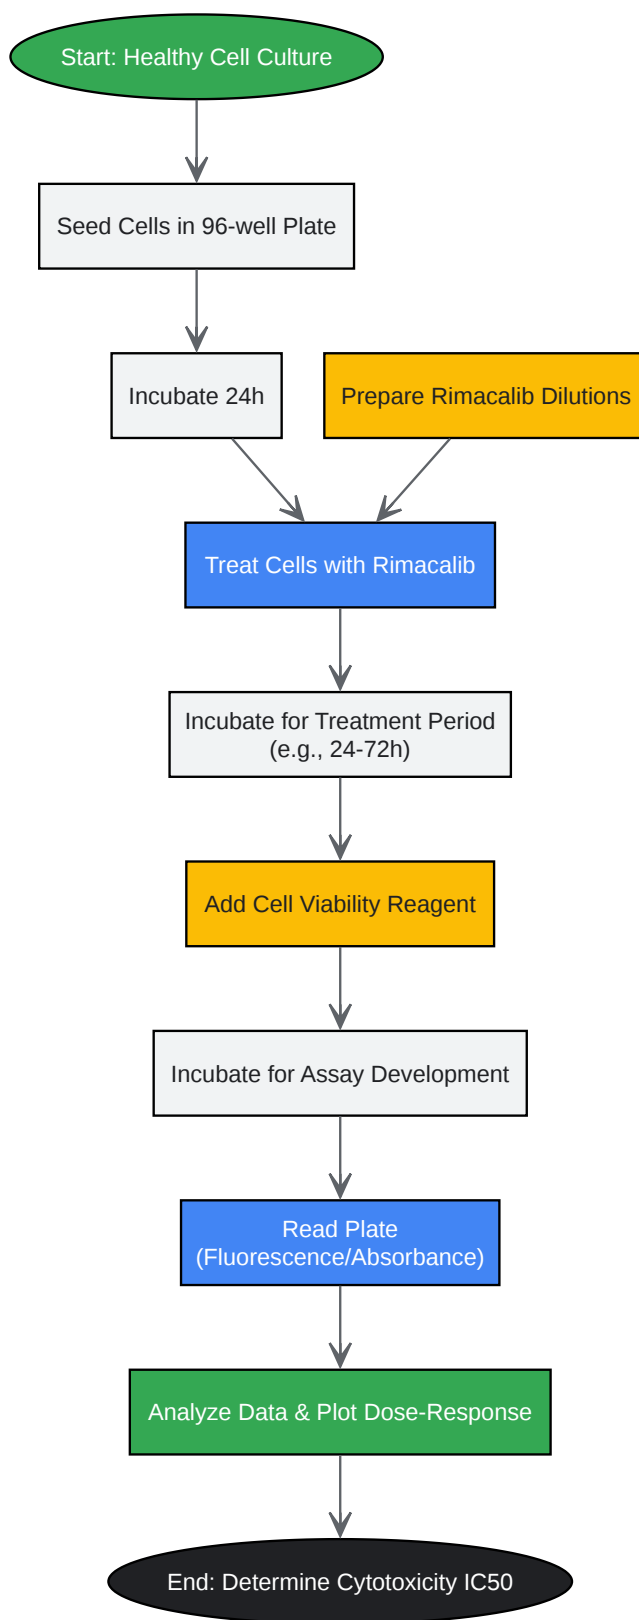 Start: Healthy Cell Culture
Seed Cells in 96-well Plate
Incubate 24h
Prepare Rimacalib Dilutions
Treat Cells with Rimacalib
Incubate for Treatment Period
(e.g., 24-72h)
Add Cell Viability Reagent
Incubate for Assay Development
Read Plate
(Fluorescence/Absorbance)
Analyze Data & Plot Dose-Response
End: Determine Cytotoxicity IC50